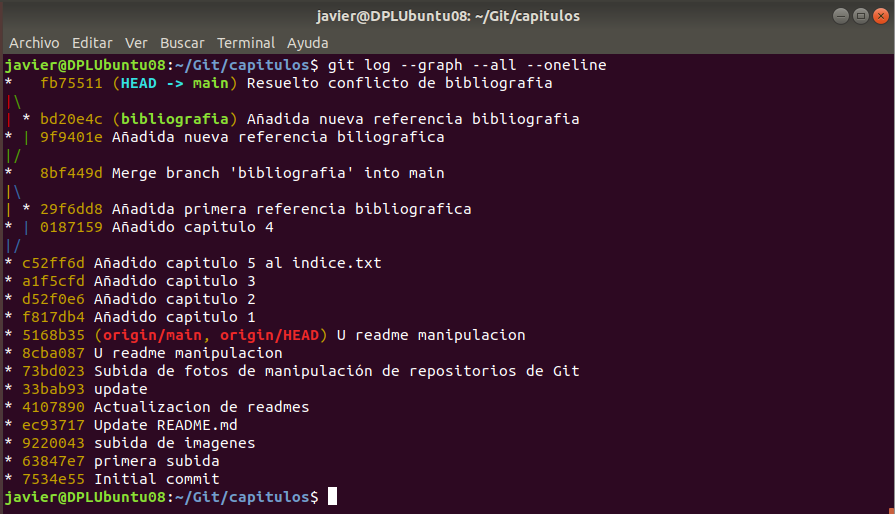 javier@DPLUbuntu08: ~/Git/capitulos
Archivo Editar Ver Buscar Terminal Ayuda
javier@DPLUbuntu08:~/Git/capitulos$ git log --graph --all --oneline
*   fb75511 (HEAD -> main) Resuelto conflicto de bibliografia
|\
| * bd20e4c (bibliografia) Añadida nueva referencia bibliografia
* | 9f9401e Añadida nueva referencia biliografica
|/
*   8bf449d Merge branch 'bibliografia' into main
|\
| * 29f6dd8 Añadida primera referencia bibliografica
* | 0187159 Añadido capitulo 4
|/
* c52ff6d Añadido capitulo 5 al indice.txt
* a1f5cfd Añadido capitulo 3
* d52f0e6 Añadido capitulo 2
* f817db4 Añadido capitulo 1
* 5168b35 (origin/main, origin/HEAD) U readme manipulacion
* 8cba087 U readme manipulacion
* 73bd023 Subida de fotos de manipulación de repositorios de Git
* 33bab93 update
* 4107890 Actualizacion de readmes
* ec93717 Update README.md
* 9220043 subida de imagenes
* 63847e7 primera subida
* 7534e55 Initial commit
javier@DPLUbuntu08:~/Git/capitulos$